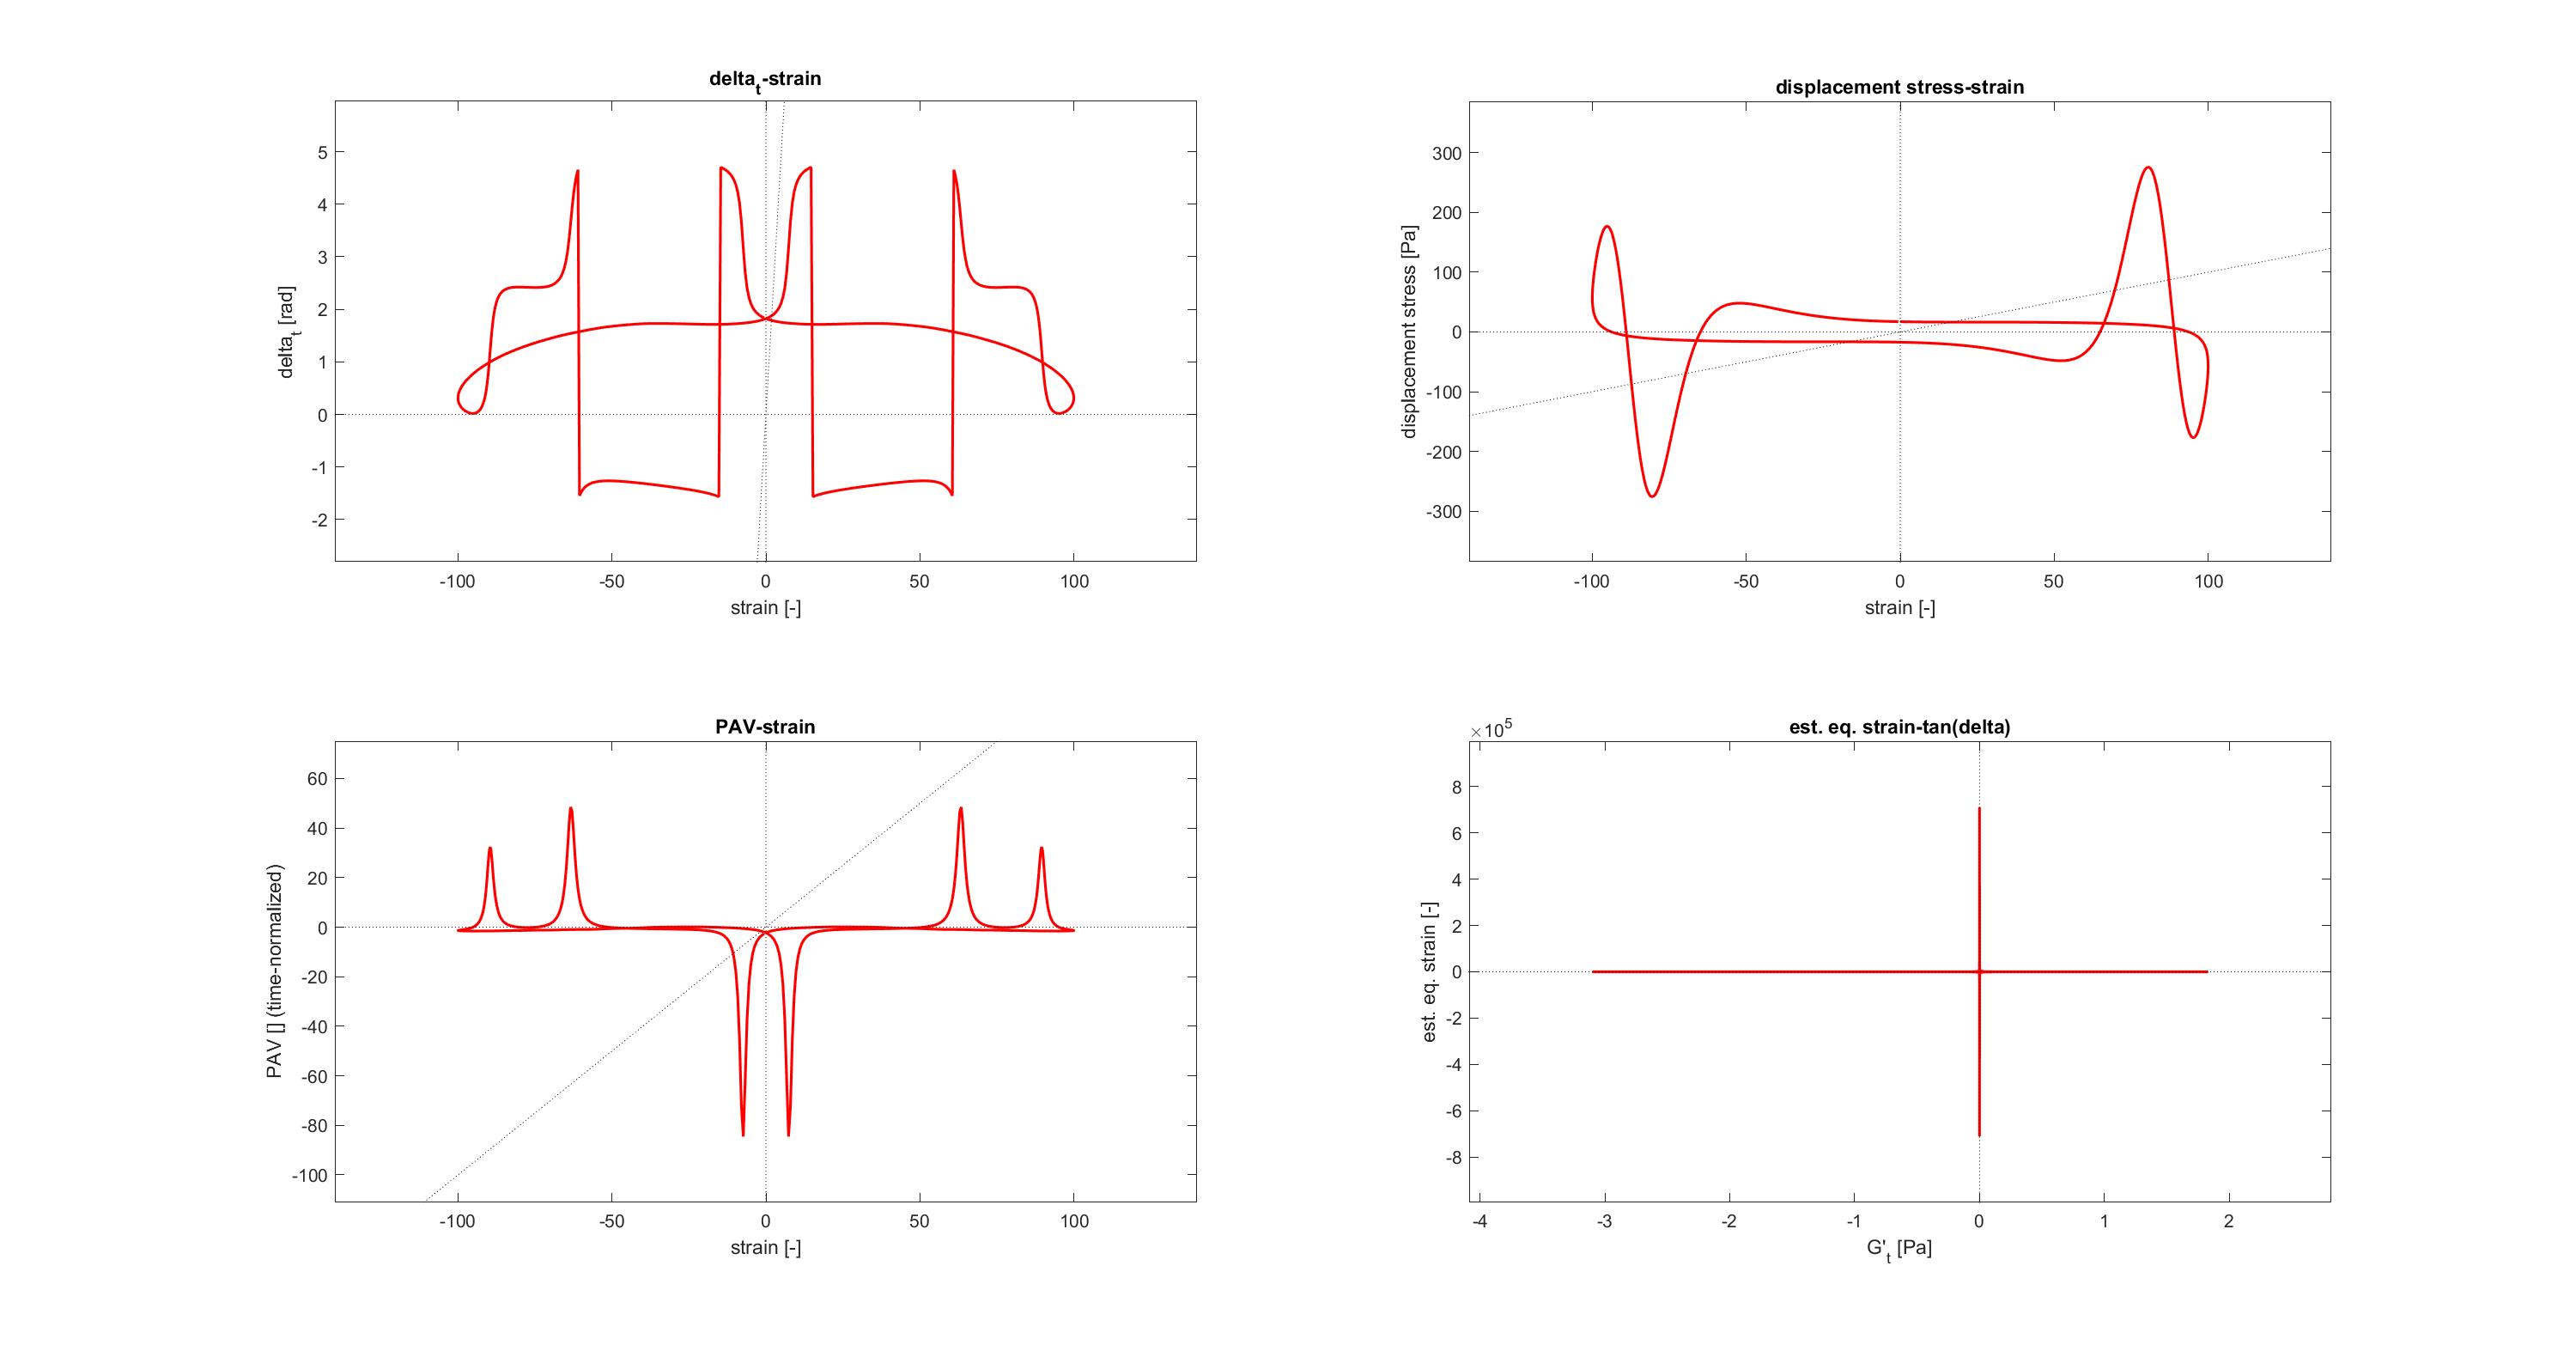 delta_t-strain
5
4
3
2
1
0
-1
-2
delta_t [rad]
-100 -50 0 50 100
strain [-]
displacement stress-strain
300
200
100
0
-100
-200
-300
displacement stress [Pa]
-100 -50 0 50 100
strain [-]
PAV-strain
60
40
20
0
-20
-40
-60
-80
-100
PAV [] (time-normalized)
-100 -50 0 50 100
strain [-]
est. eq. strain-tan(delta)
×10^5
8
6
4
2
0
-2
-4
-6
-8
est. eq. strain [-]
-4 -3 -2 -1 0 1 2
G'_t [Pa]